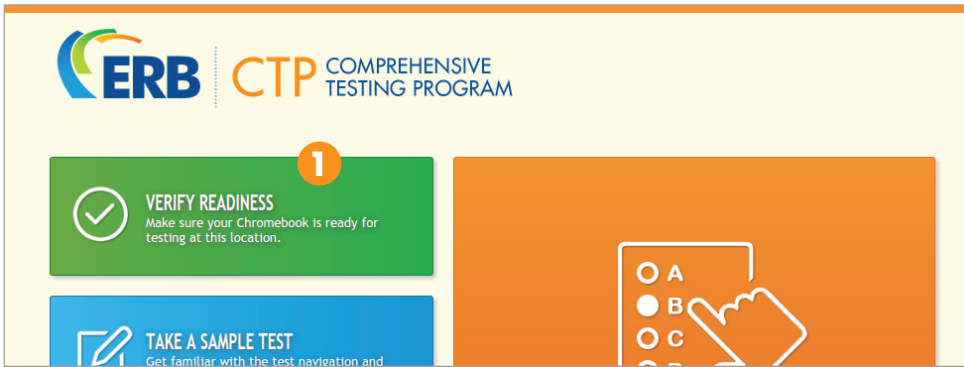 ERB CTP COMPREHENSIVE
TESTING PROGRAM
1
VERIFY READINESS
Make sure your Chromebook is ready for
testing at this location.
TAKE A SAMPLE TEST
Get familiar with the test navigation and
A
B
C